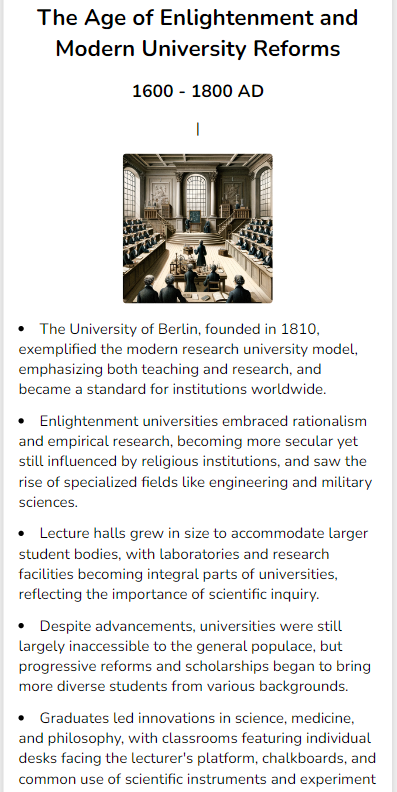 The Age of Enlightenment and
Modern University Reforms
1600 - 1800 AD
|
• The University of Berlin, founded in 1810,
exemplified the modern research university model,
emphasizing both teaching and research, and
became a standard for institutions worldwide.
• Enlightenment universities embraced rationalism
and empirical research, becoming more secular yet
still influenced by religious institutions, and saw the
rise of specialized fields like engineering and military
sciences.
• Lecture halls grew in size to accommodate larger
student bodies, with laboratories and research
facilities becoming integral parts of universities,
reflecting the importance of scientific inquiry.
• Despite advancements, universities were still
largely inaccessible to the general populace, but
progressive reforms and scholarships began to bring
more diverse students from various backgrounds.
• Graduates led innovations in science, medicine,
and philosophy, with classrooms featuring individual
desks facing the lecturer's platform, chalkboards, and
common use of scientific instruments and experiment